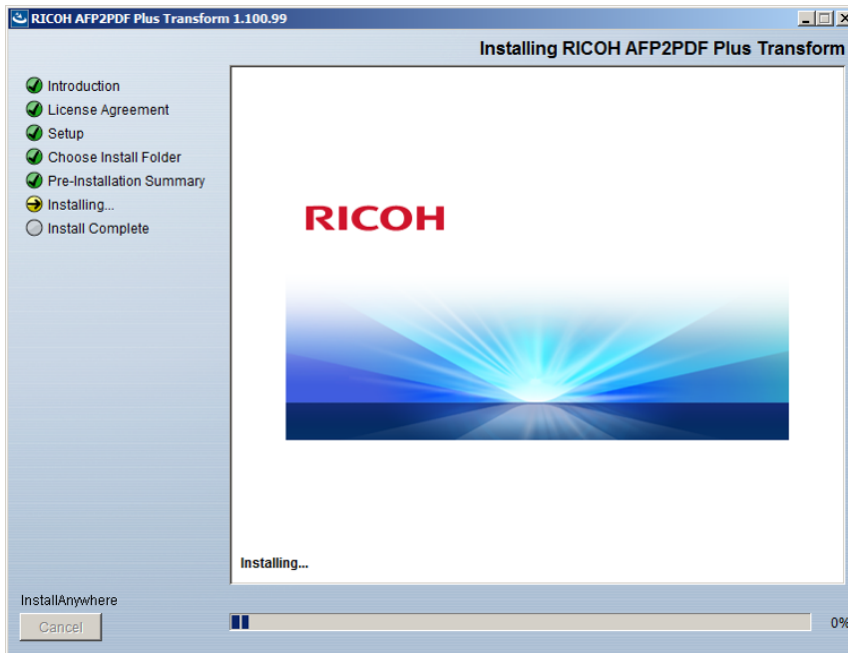 RICOH AFP2PDF Plus Transform 1.100.99
Installing RICOH AFP2PDF Plus Transform
Introduction
License Agreement
Setup
Choose Install Folder
Pre-Installation Summary
Installing...
Install Complete
RICOH
Installing...
InstallAnywhere
Cancel
0%